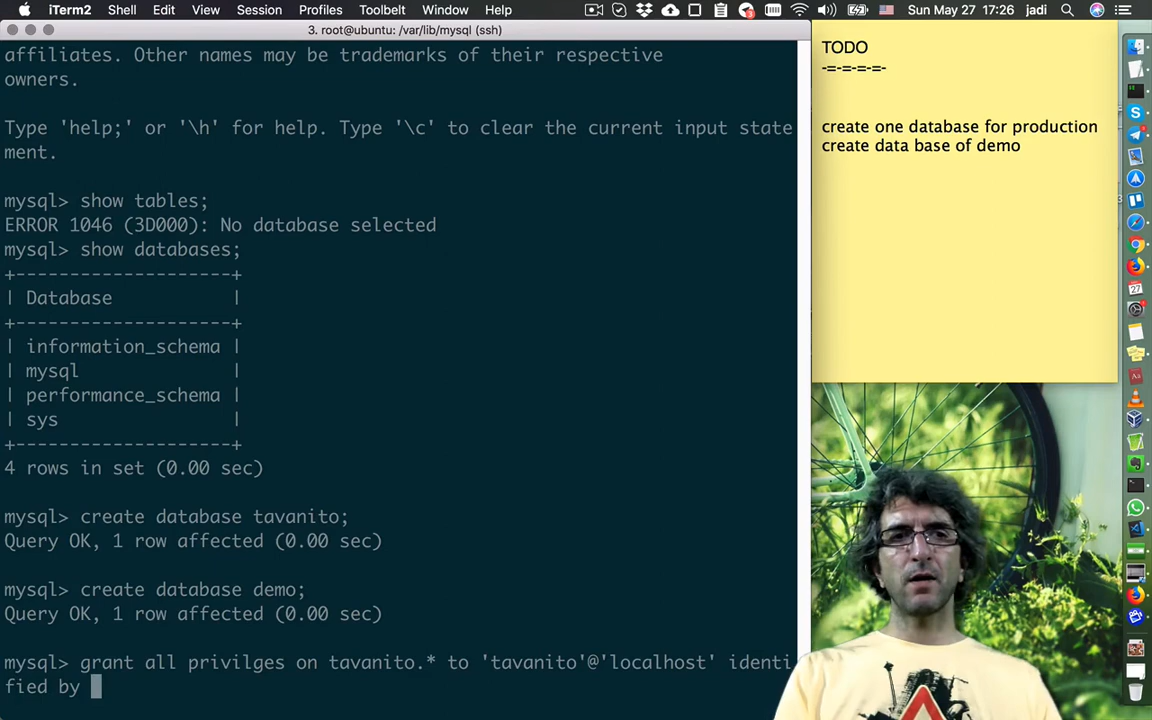 iTerm2 Shell Edit View Session Profiles Toolbelt Window Help Sun May 27 17:26 jadi
3. root@ubuntu: /var/lib/mysql (ssh)
affiliates. Other names may be trademarks of their respective
owners.
Type 'help;' or '\h' for help. Type '\c' to clear the current input state
ment.
mysql> show tables;
ERROR 1046 (3D000): No database selected
mysql> show databases;
+--------------------+
| Database |
+--------------------+
| information_schema |
| mysql |
| performance_schema |
| sys |
+--------------------+
4 rows in set (0.00 sec)
mysql> create database tavanito;
Query OK, 1 row affected (0.00 sec)
mysql> create database demo;
Query OK, 1 row affected (0.00 sec)
mysql> grant all privilges on tavanito.* to 'tavanito'@'localhost' identi
fied by
TODO
-=-=-=-=-
create one database for production
create data base of demo